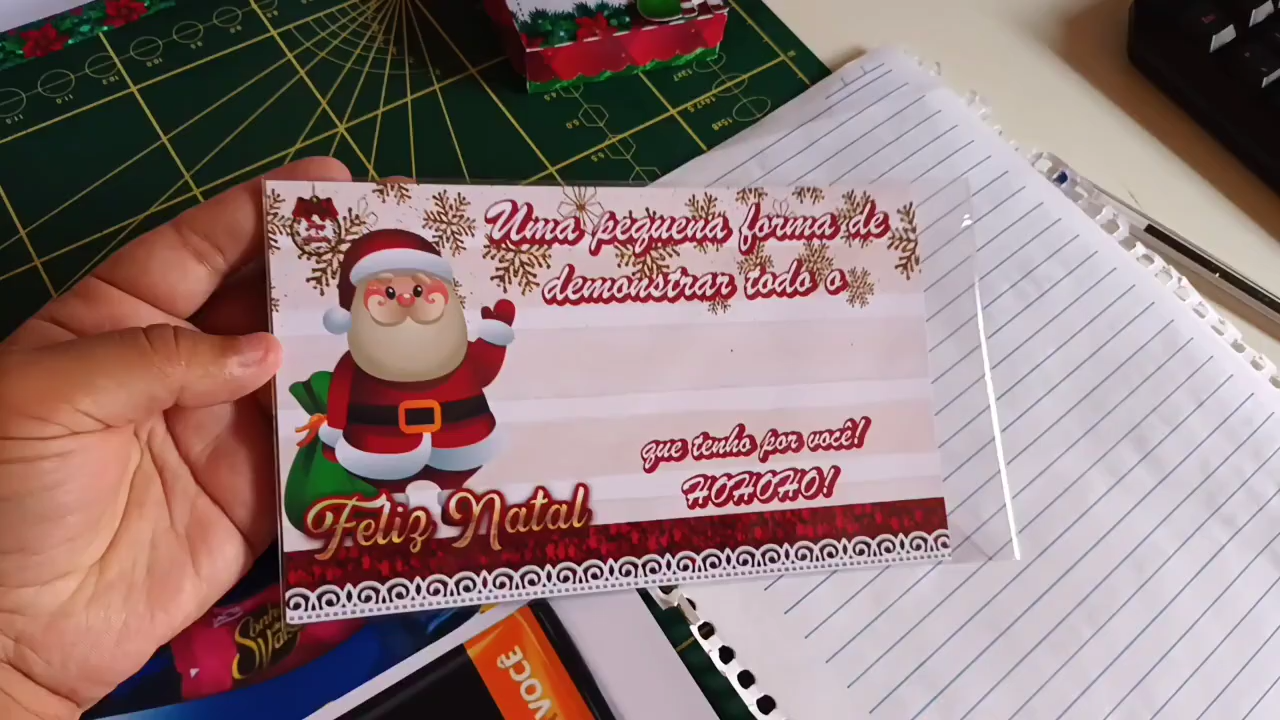 Uma pequena forma de
demonstrar todo o
que tenho por você!
HOHOHO!
Feliz Natal
VOCÊ